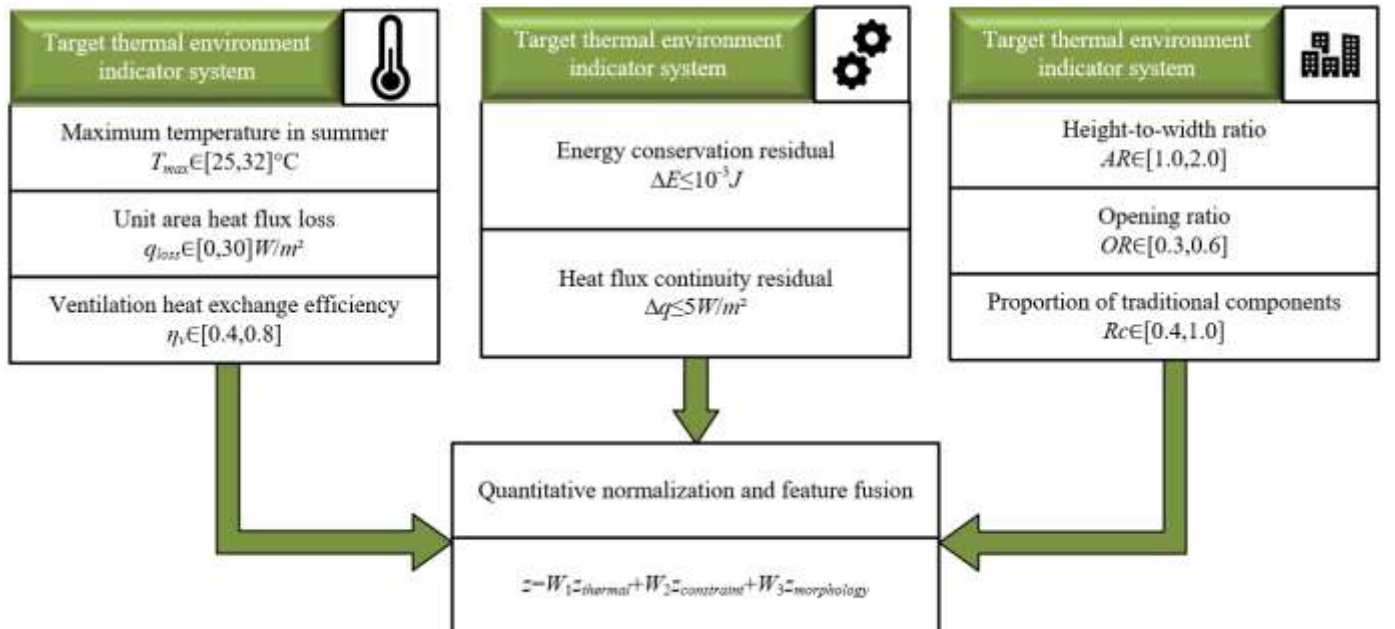 Target thermal environment
indicator system
Maximum temperature in summer
Tmax∈[25,32]°C
Unit area heat flux loss
qloss∈[0,30]W/m²
Ventilation heat exchange efficiency
ηv∈[0.4,0.8]
Target thermal environment
indicator system
Energy conservation residual
ΔE≤10⁻³J
Heat flux continuity residual
Δq≤5W/m²
Target thermal environment
indicator system
Height-to-width ratio
AR∈[1.0,2.0]
Opening ratio
OR∈[0.3,0.6]
Proportion of traditional components
Rc∈[0.4,1.0]
Quantitative normalization and feature fusion
z=W₁zthermal+W₂zconstraint+W₃zmorphology